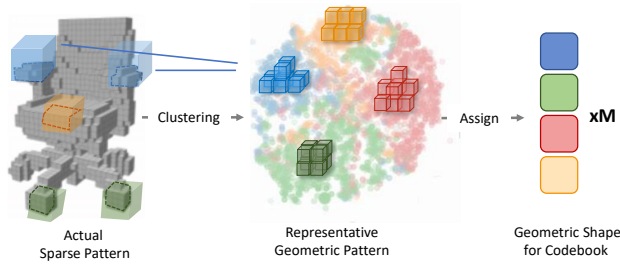 Clustering
Assign
xM
Actual
Sparse Pattern
Representative
Geometric Pattern
Geometric Shape
for Codebook